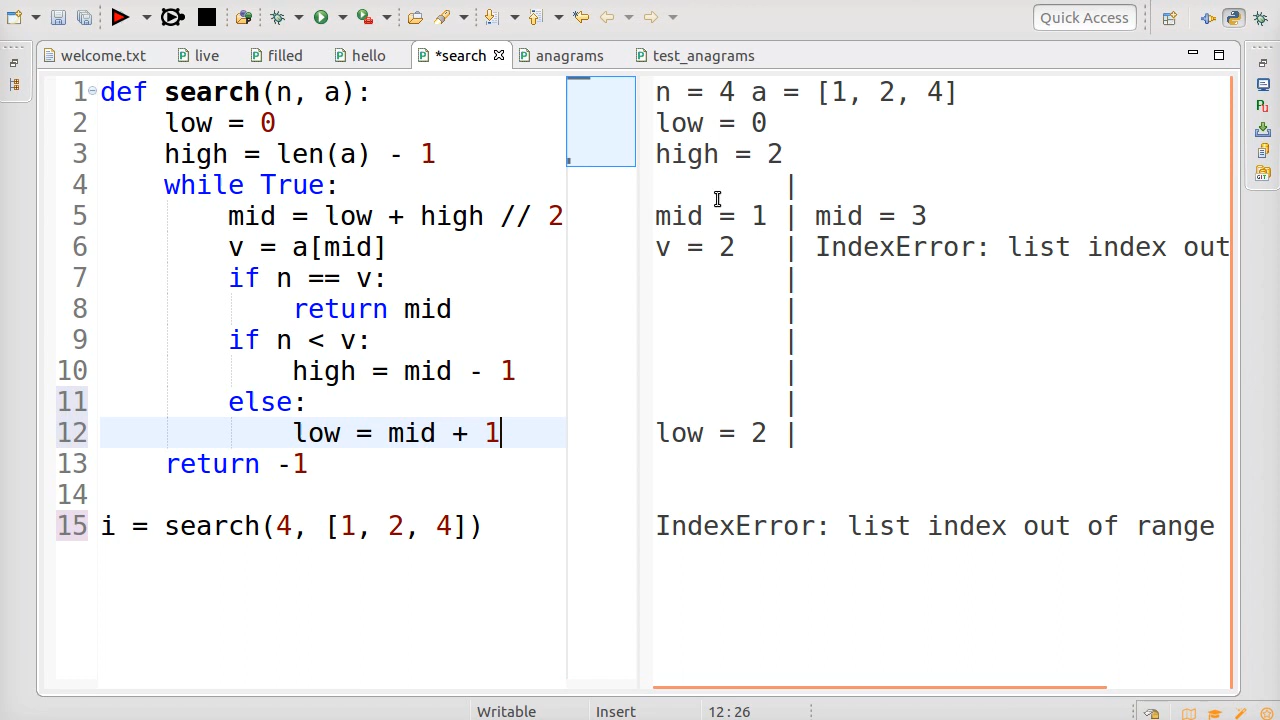 Quick Access
welcome.txt live filled hello *search anagrams test_anagrams
1 def search(n, a):
2 low = 0
3 high = len(a) - 1
4 while True:
5 mid = low + high // 2
6 v = a[mid]
7 if n == v:
8 return mid
9 if n < v:
10 high = mid - 1
11 else:
12 low = mid + 1
13 return -1
14
15 i = search(4, [1, 2, 4])
n = 4 a = [1, 2, 4]
low = 0
high = 2
|
mid = 1 | mid = 3
v = 2 | IndexError: list index out
|
|
|
|
|
low = 2 |
IndexError: list index out of range
Writable Insert 12:26